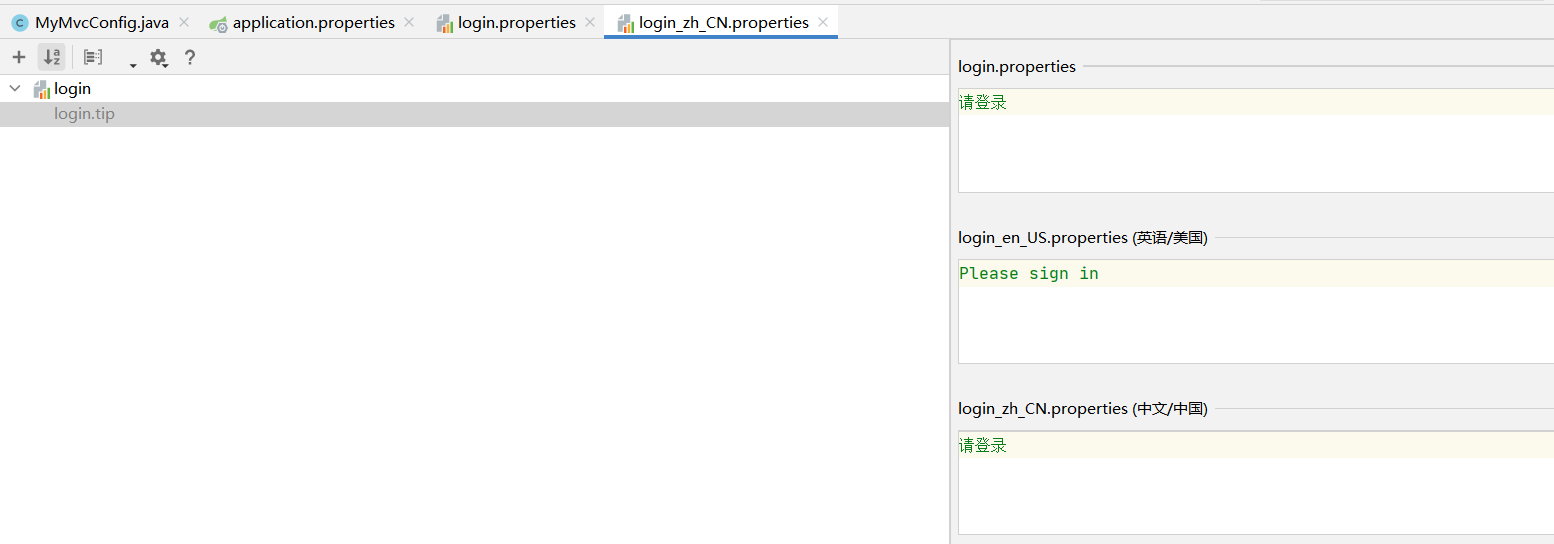 MyMvcConfig.java
application.properties
login.properties
login_zh_CN.properties
login
login.tip
login.properties
请登录
login_en_US.properties (英语/美国)
Please sign in
login_zh_CN.properties (中文/中国)
请登录